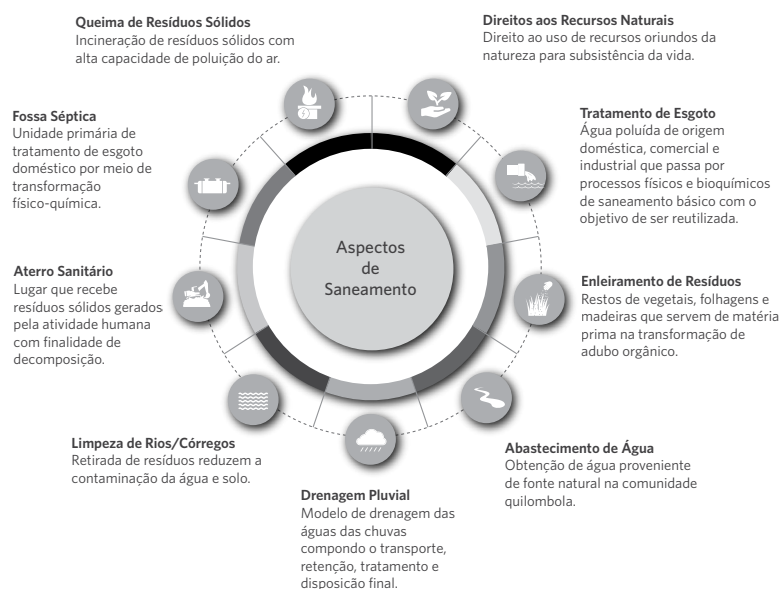 Queima de Resíduos Sólidos
Incineração de resíduos sólidos com
alta capacidade de poluição do ar.
Direitos aos Recursos Naturais
Direito ao uso de recursos oriundos da
natureza para subsistência da vida.
Fossa Séptica
Unidade primária de
tratamento de esgoto
doméstico por meio de
transformação
físico-química.
Tratamento de Esgoto
Água poluída de origem
doméstica, comercial e
industrial que passa por
processos físicos e bioquímicos
de saneamento básico com o
objetivo de ser reutilizada.
Aspectos
de
Saneamento
Aterro Sanitário
Lugar que recebe
resíduos sólidos gerados
pela atividade humana
com finalidade de
decomposição.
Enleiramento de Resíduos
Restos de vegetais, folhagens e
madeiras que servem de matéria
prima na transformação de
adubo orgânico.
Limpeza de Rios/Córregos
Retirada de resíduos reduzem a
contaminação da água e solo.
Abastecimento de Água
Obtenção de água proveniente
de fonte natural na comunidade
quilombola.
Drenagem Pluvial
Modelo de drenagem das
águas das chuvas
compondo o transporte,
retenção, tratamento e
disposição final.